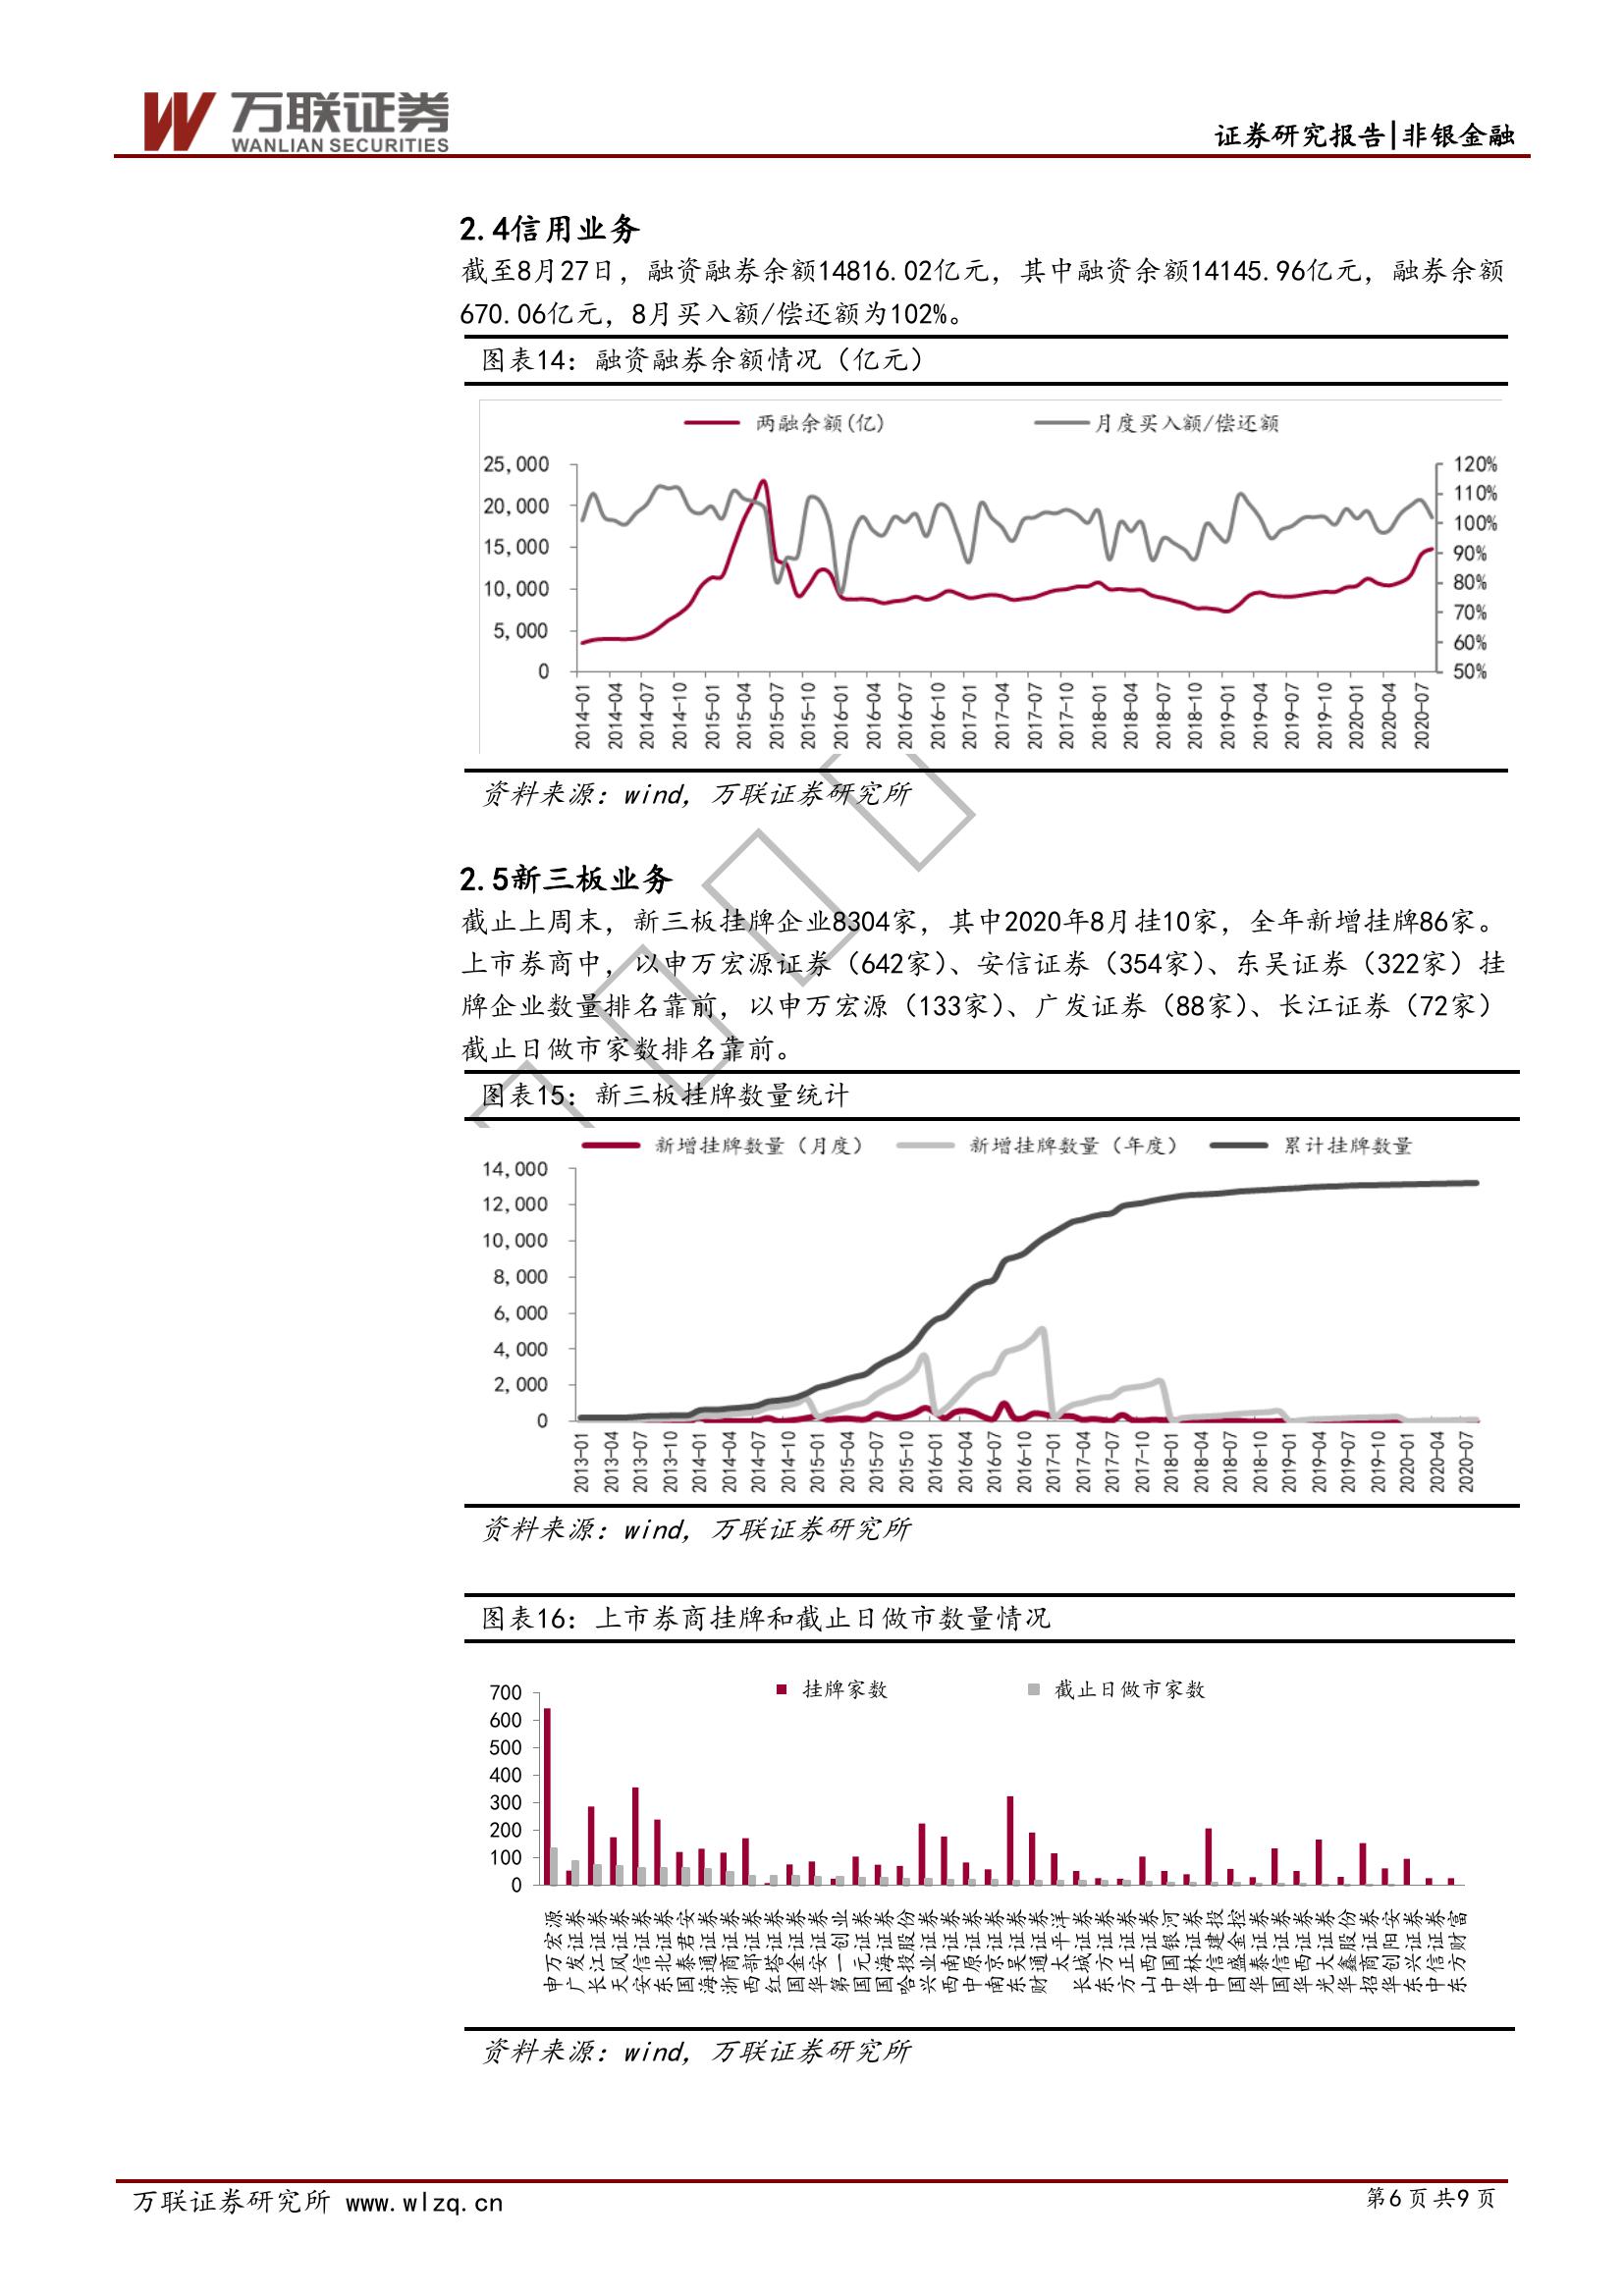 万联证券
WANLIAN SECURITIES
证券研究报告|非银金融
2.4信用业务
截至8月27日，融资融券余额14816.02亿元，其中融资余额14145.96亿元，融券余额
670.06亿元，8月买入额/偿还额为102%。
图表14：融资融券余额情况（亿元）
两融余额(亿) 月度买入额/偿还额
25,000 120%
20,000 110%
15,000 100%
10,000 90%
5,000 80%
0 70%
60%
50%
2014-01 2014-04 2014-07 2014-10 2015-01 2015-04 2015-07 2015-10 2016-01 2016-04 2016-07 2016-10 2017-01 2017-04 2017-07 2017-10 2018-01 2018-04 2018-07 2018-10 2019-01 2019-04 2019-07 2019-10 2020-01 2020-04 2020-07
资料来源：wind，万联证券研究所
2.5新三板业务
截止上周末，新三板挂牌企业8304家，其中2020年8月挂10家，全年新增挂牌86家。
上市券商中，以申万宏源证券（642家）、安信证券（354家）、东吴证券（322家）挂
牌企业数量排名靠前，以申万宏源（133家）、广发证券（88家）、长江证券（72家）
截止日做市家数排名靠前。
图表15：新三板挂牌数量统计
新增挂牌数量（月度） 新增挂牌数量（年度） 累计挂牌数量
14,000
12,000
10,000
8,000
6,000
4,000
2,000
0
2013-01 2013-04 2013-07 2013-10 2014-01 2014-04 2014-07 2014-10 2015-01 2015-04 2015-07 2015-10 2016-01 2016-04 2016-07 2016-10 2017-01 2017-04 2017-07 2017-10 2018-01 2018-04 2018-07 2018-10 2019-01 2019-04 2019-07 2019-10 2020-01 2020-04 2020-07
资料来源：wind，万联证券研究所
图表16：上市券商挂牌和截止日做市数量情况
挂牌家数 截止日做市家数
700
600
500
400
300
200
100
0
申万宏源 广发证券 长江证券 天风证券 安信证券 东北证券 国泰君安 海通证券 浙商证券 西部证券 红塔证券 国金证券 华安证券 第一创业 国元证券 国海证券 哈投股份 兴业证券 西南证券 中原证券 南京证券 东吴证券 财通证券 太平洋 长城证券 东方证券 方正证券 山西证券 中国银河 华林证券 中信建投 国盛金控 华泰证券 国信证券 华西证券 光大证券 华鑫股份 招商证券 华创阳安 东兴证券 中信证券 东方财富
资料来源：wind，万联证券研究所
万联证券研究所 www.wlzq.cn
第6页共9页